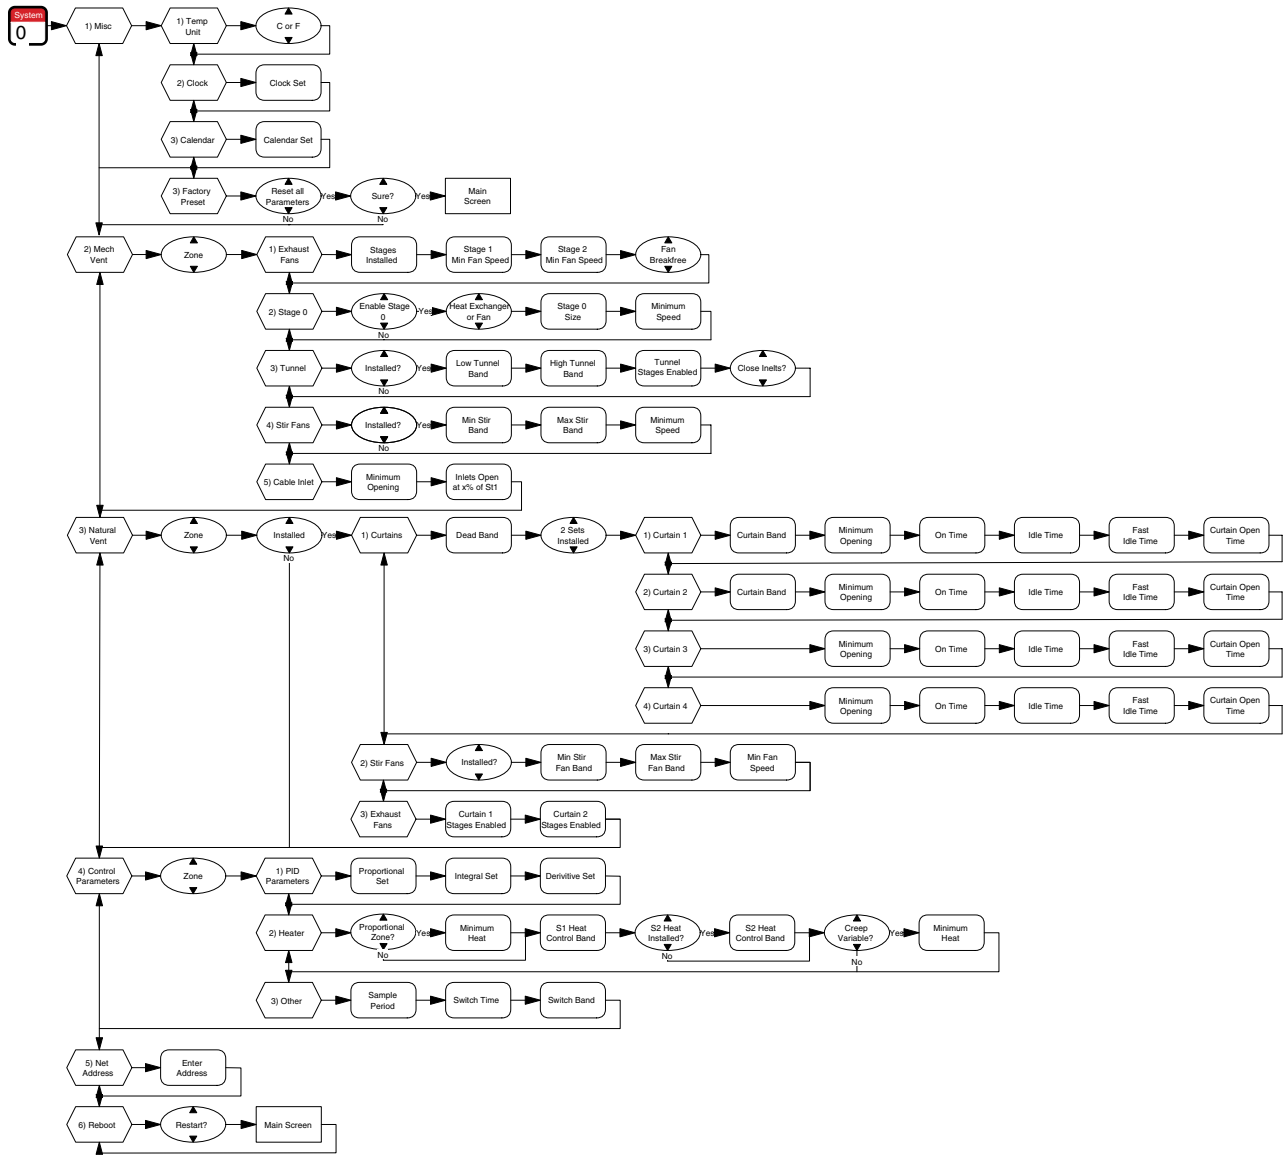 System
0
1) Misc
1) Temp
Unit
C or F
2) Clock
Clock Set
3) Calendar
Calendar Set
3) Factory
Preset
Reset all
Parameters
Yes
No
Sure?
Yes
No
Main
Screen
2) Mech
Vent
Zone
1) Exhaust
Fans
Stages
Installed
Stage 1
Min Fan Speed
Stage 2
Min Fan Speed
Fan
Breakfree
2) Stage 0
Enable Stage
0
Yes
No
Heat Exchanger
or Fan
Stage 0
Size
Minimum
Speed
3) Tunnel
Installed?
Yes
No
Low Tunnel
Band
High Tunnel
Band
Tunnel
Stages Enabled
Close Inelts?
4) Stir Fans
Installed?
Yes
No
Min Stir
Band
Max Stir
Band
Minimum
Speed
5) Cable Inlet
Minimum
Opening
Inlets Open
at x% of St1
3) Natural
Vent
Zone
Installed
Yes
No
1) Curtains
Dead Band
2 Sets
Installed
1) Curtain 1
Curtain Band
Minimum
Opening
On Time
Idle Time
Fast
Idle Time
Curtain Open
Time
2) Curtain 2
Curtain Band
Minimum
Opening
On Time
Idle Time
Fast
Idle Time
Curtain Open
Time
3) Curtain 3
Minimum
Opening
On Time
Idle Time
Fast
Idle Time
Curtain Open
Time
4) Curtain 4
Minimum
Opening
On Time
Idle Time
Fast
Idle Time
Curtain Open
Time
2) Stir Fans
Installed?
Min Stir
Fan Band
Max Stir
Fan Band
Min Fan
Speed
3) Exhaust
Fans
Curtain 1
Stages Enabled
Curtain 2
Stages Enabled
4) Control
Parameters
Zone
1) PID
Parameters
Proportional
Set
Integral Set
Derivitive Set
2) Heater
Proportional
Zone?
Yes
No
Minimum
Heat
S1 Heat
Control Band
S2 Heat
Installed?
Yes
No
S2 Heat
Control Band
Creep
Variable?
Yes
No
Minimum
Heat
3) Other
Sample
Period
Switch Time
Switch Band
5) Net
Address
Enter
Address
6) Reboot
Restart?
Main Screen